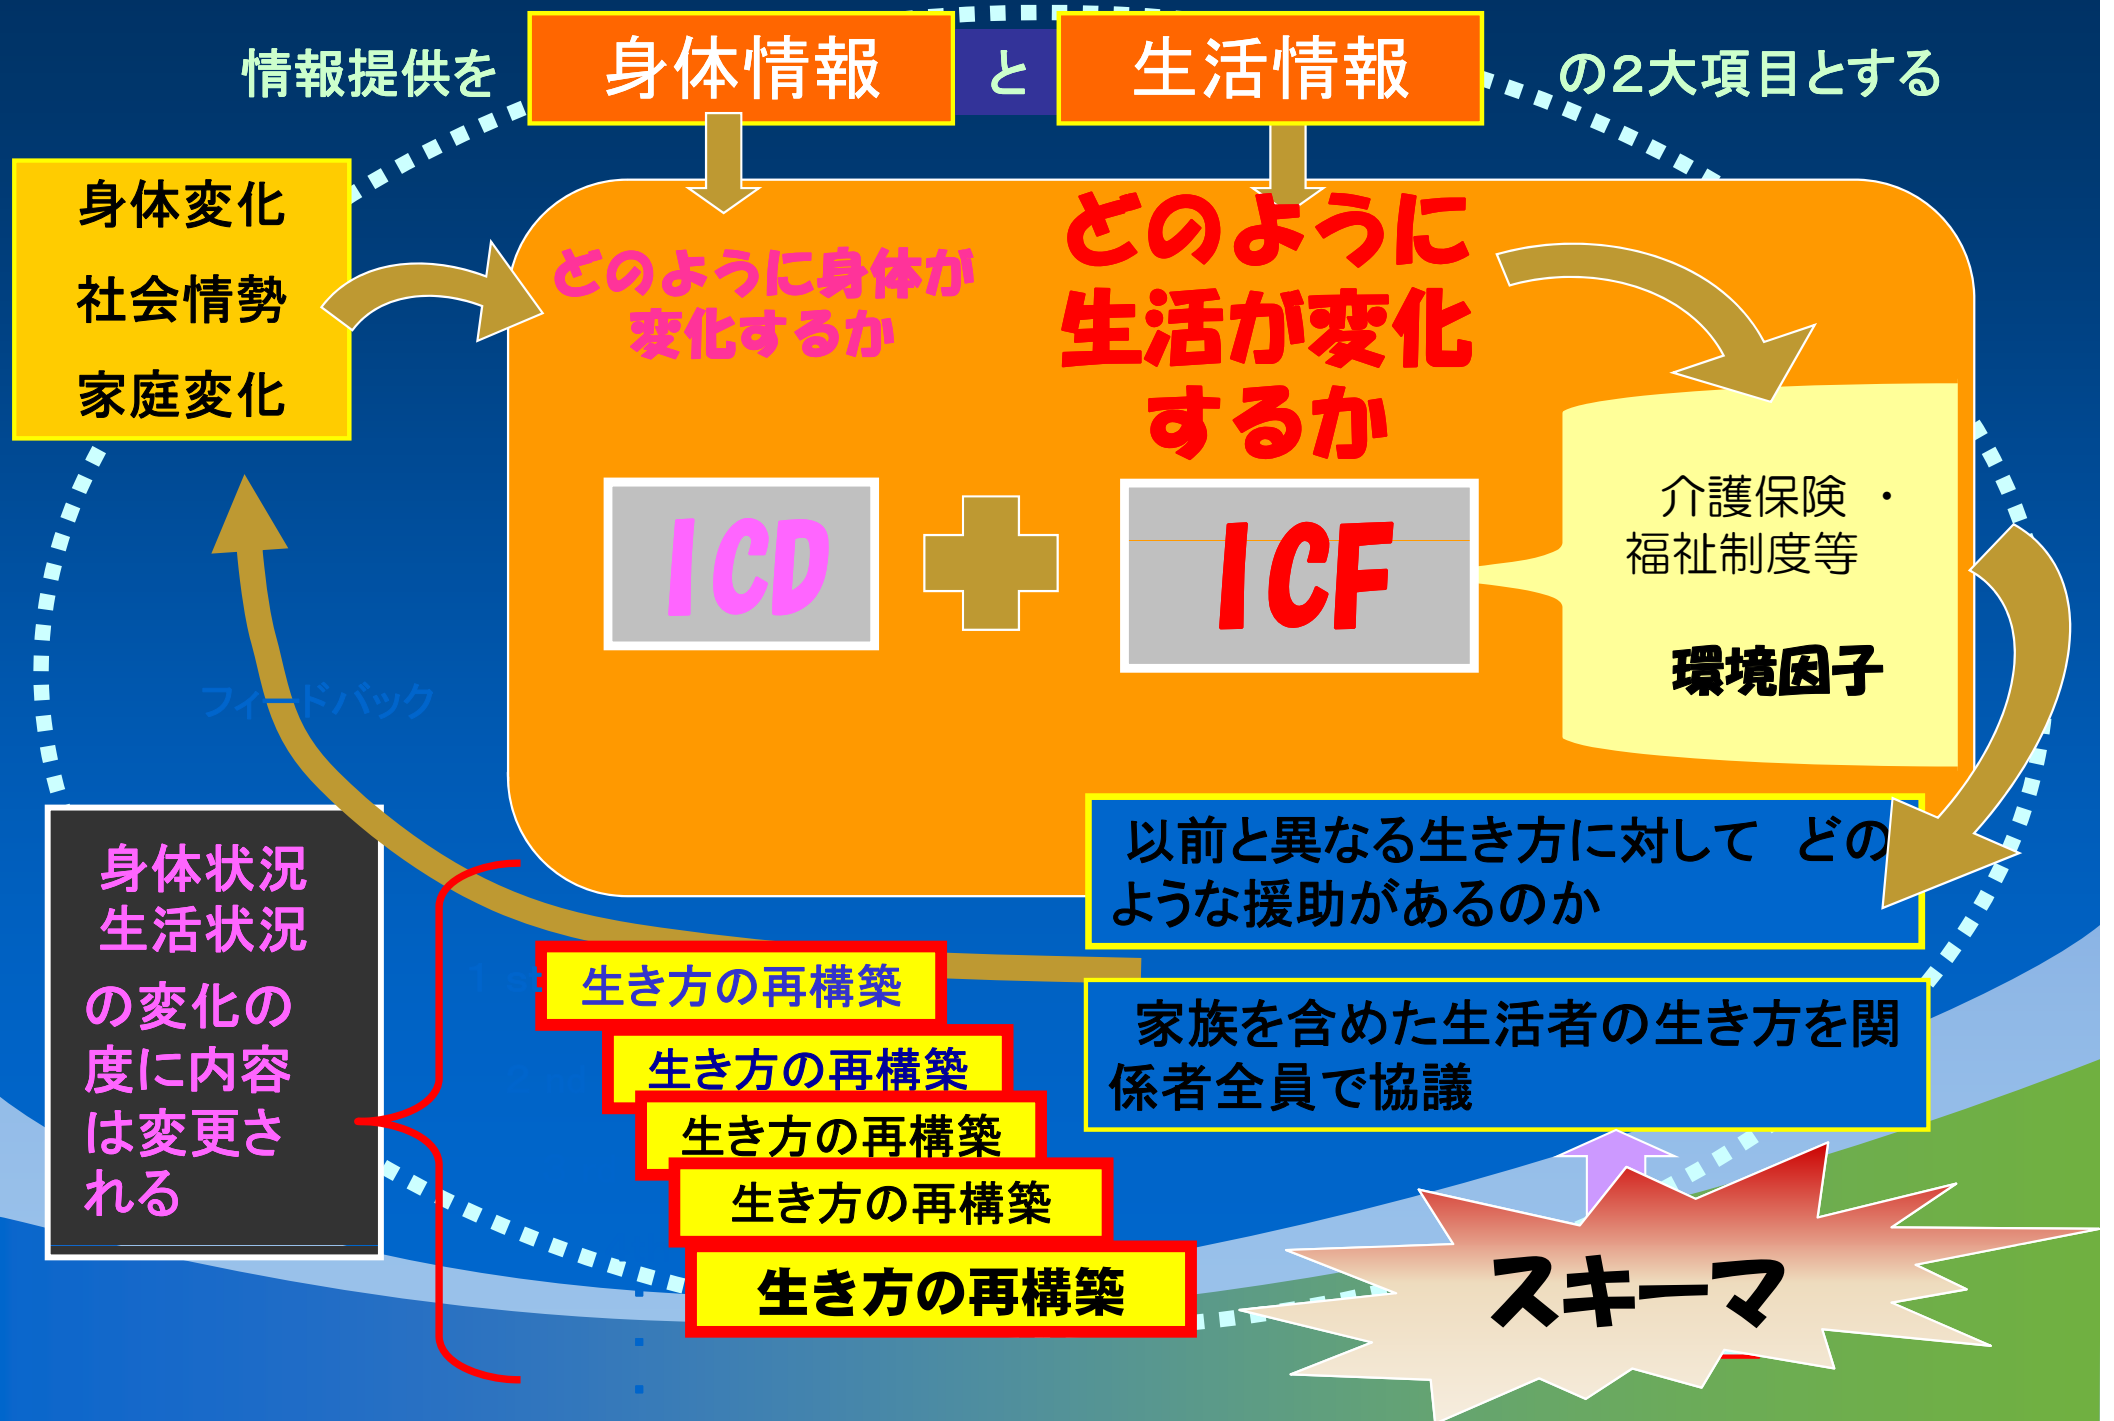 情報提供を 身体情報 と 生活情報 の2大項目とする
身体変化
社会情勢
家庭変化
どのように身体が
変化するか
どのように
生活が変化
するか
ICD
ICF
介護保険 ・
福祉制度等
環境因子
フィードバック
以前と異なる生き方に対して どの
ような援助があるのか
家族を含めた生活者の生き方を関
係者全員で協議
身体状況
生活状況
の変化の
度に内容
は変更さ
れる
生き方の再構築
生き方の再構築
生き方の再構築
生き方の再構築
生き方の再構築
スキーマ